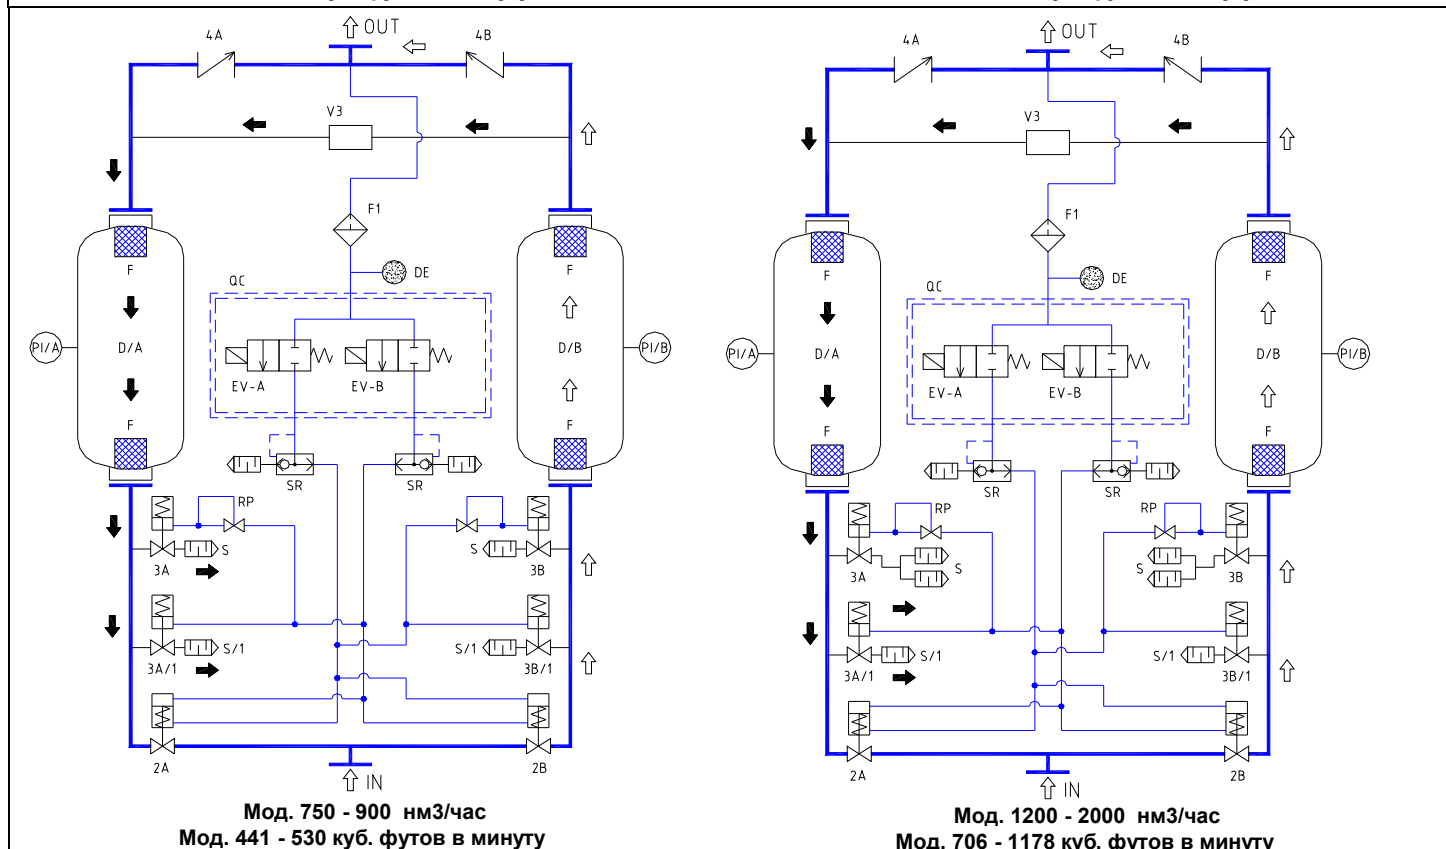 OUT
4A
4B
V3
F1
F
F
DE
QC
PI/A
D/A
D/B
PI/B
EV-A
EV-B
F
F
SR
SR
RP
S
S
3A
3B
S/1
S/1
3A/1
3B/1
2A
2B
IN
Мод. 750 - 900 нм3/час
Мод. 441 - 530 куб. футов в минуту
OUT
4A
4B
V3
F1
F
F
DE
QC
PI/A
D/A
D/B
PI/B
EV-A
EV-B
F
F
SR
SR
RP
RP
S
S
3A
3B
S/1
S/1
3A/1
3B/1
2A
2B
IN
Мод. 1200 - 2000 нм3/час
Мод. 706 - 1178 куб. футов в минуту